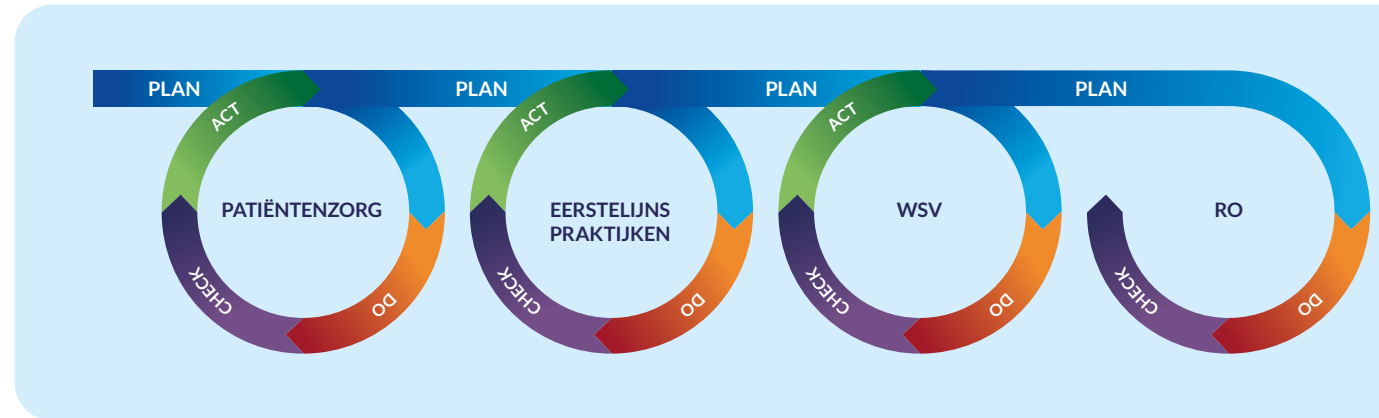 PLAN
PLAN
PLAN
PLAN
ACT
ACT
ACT
PATIËNTENZORG
EERSTELIJNS
PRAKTIJKEN
WSV
RO
CHECK
DO
CHECK
DO
CHECK
DO
CHECK
DO